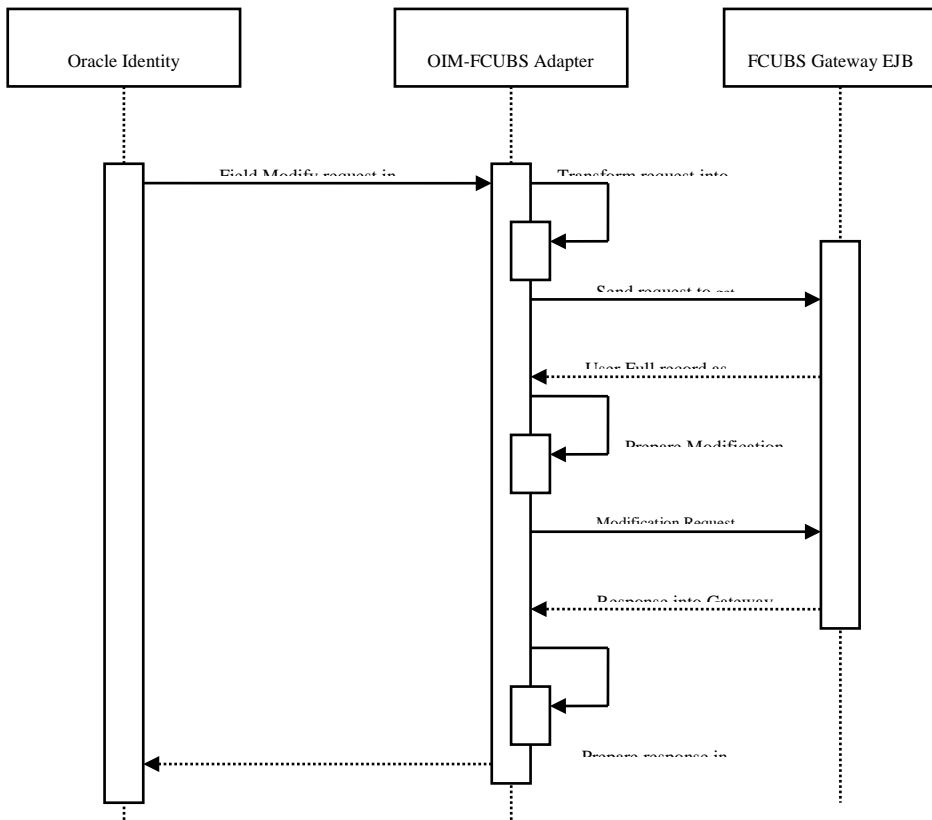 Oracle Identity
OIM-FCUBS Adapter
FCUBS Gateway EJB
Field Modify request in
Transform request into
Send request to get
User Full record as
Prepare Modification
Modification Request
Response into Gateway
Prepare response in